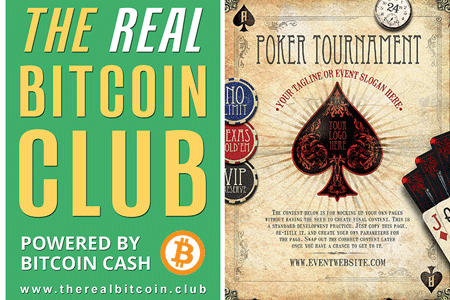 THE REAL
BITCOIN
CLUB
POWERED BY
BITCOIN CASH
www.therealbitcoin.club
24
POKER TOURNAMENT
"YOUR TAGLINE OR EVENT SLOGAN HERE"
NO
LIMIT
TEXAS
HOLD'EM
VIP
RESERVE
YOUR
LOGO
HERE
THE CONTENT BELOW IS FOR MOCKING UP YOUR OWN PAGES
WITHOUT HAVING THE NEED TO CREATE FINAL CONTENT. THIS IS
A STANDARD DEVELOPMENT PRACTICE. JUST COPY THIS PAGE,
RE-TITLE IT, AND CREATE YOUR OWN PARAMETERS FOR
THE PAGE. SNAP OUT THE CORRECT CONTENT LATER
ONCE YOU HAVE A CHANCE TO GET TO IT.
WWW.EVENTWEBSITE.COM
J
A